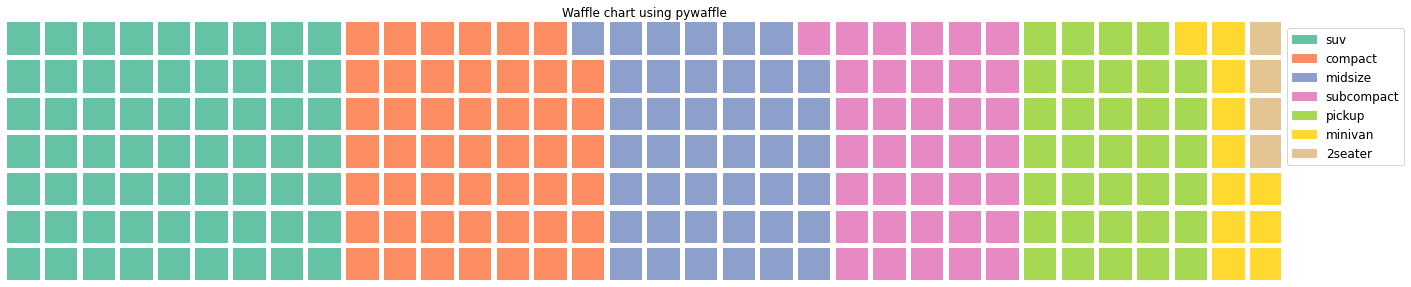 Waffle chart using pywaffle
suv
compact
midsize
subcompact
pickup
minivan
2seater